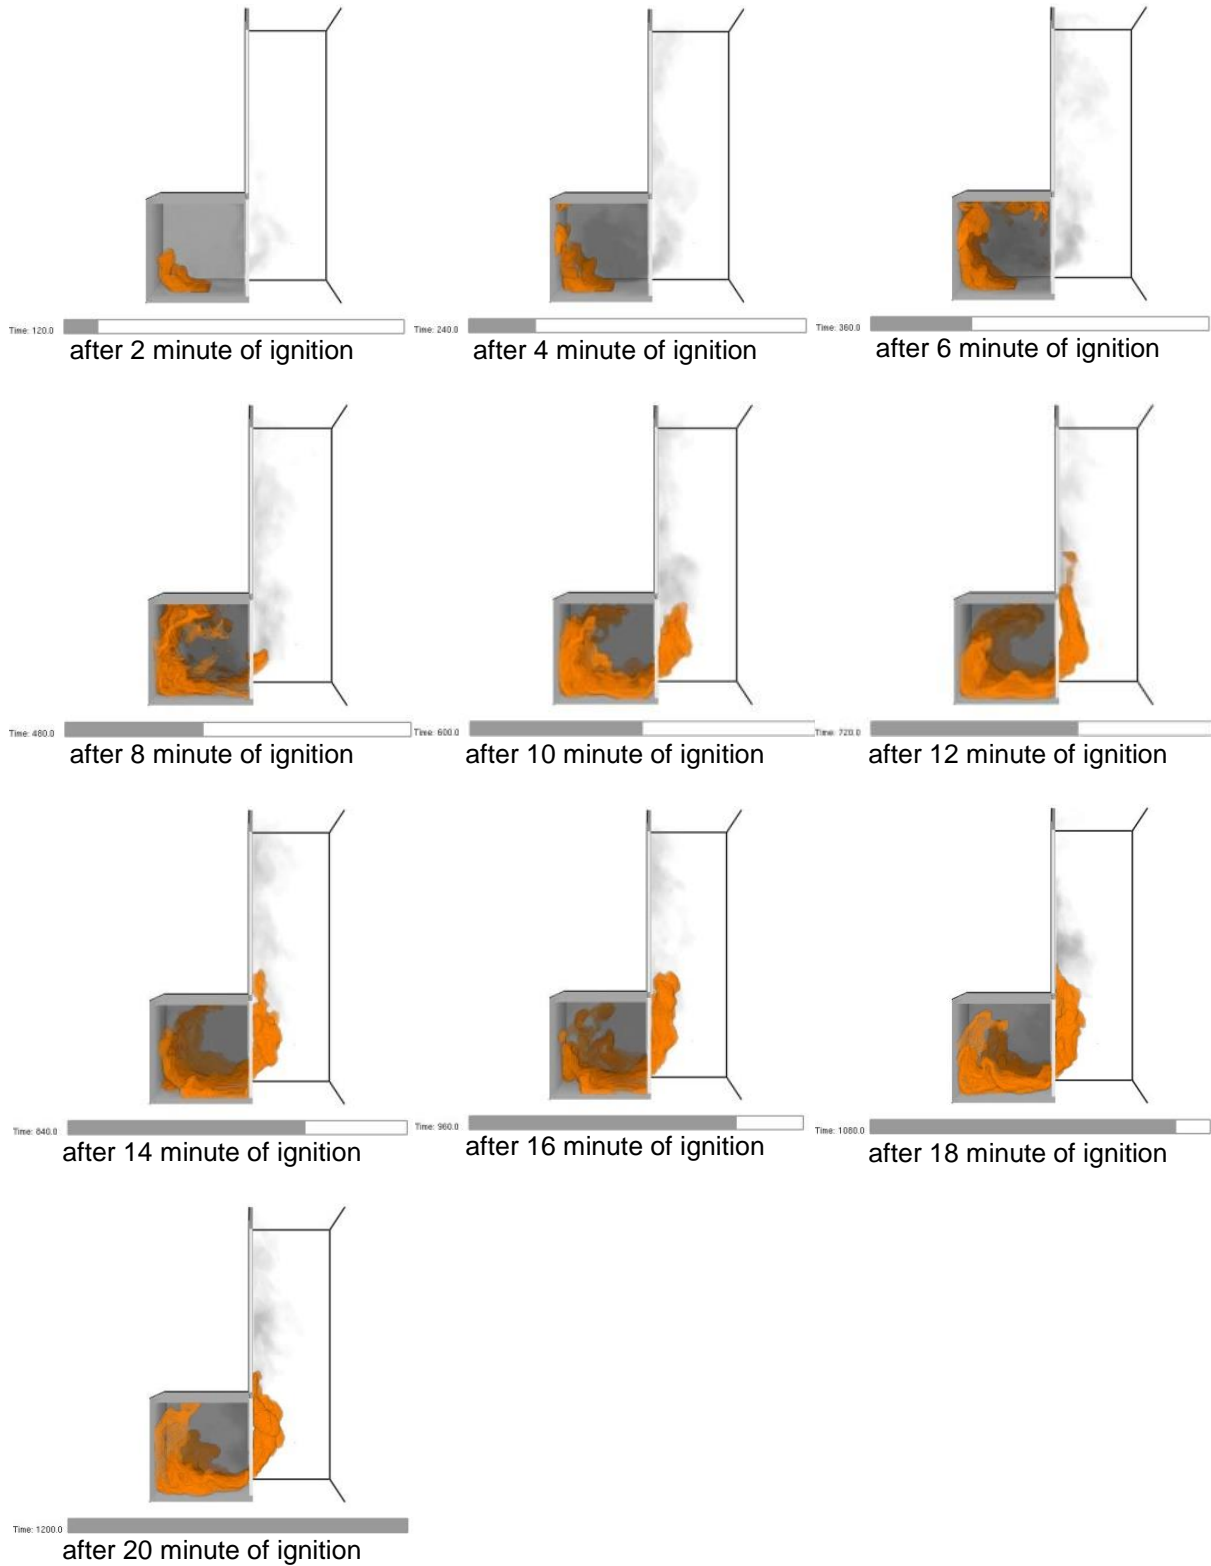 Time: 120.0
after 2 minute of ignition
Time: 240.0
after 4 minute of ignition
Time: 360.0
after 6 minute of ignition
Time: 480.0
after 8 minute of ignition
Time: 600.0
after 10 minute of ignition
Time: 720.0
after 12 minute of ignition
Time: 840.0
after 14 minute of ignition
Time: 960.0
after 16 minute of ignition
Time: 1080.0
after 18 minute of ignition
Time: 1200.0
after 20 minute of ignition